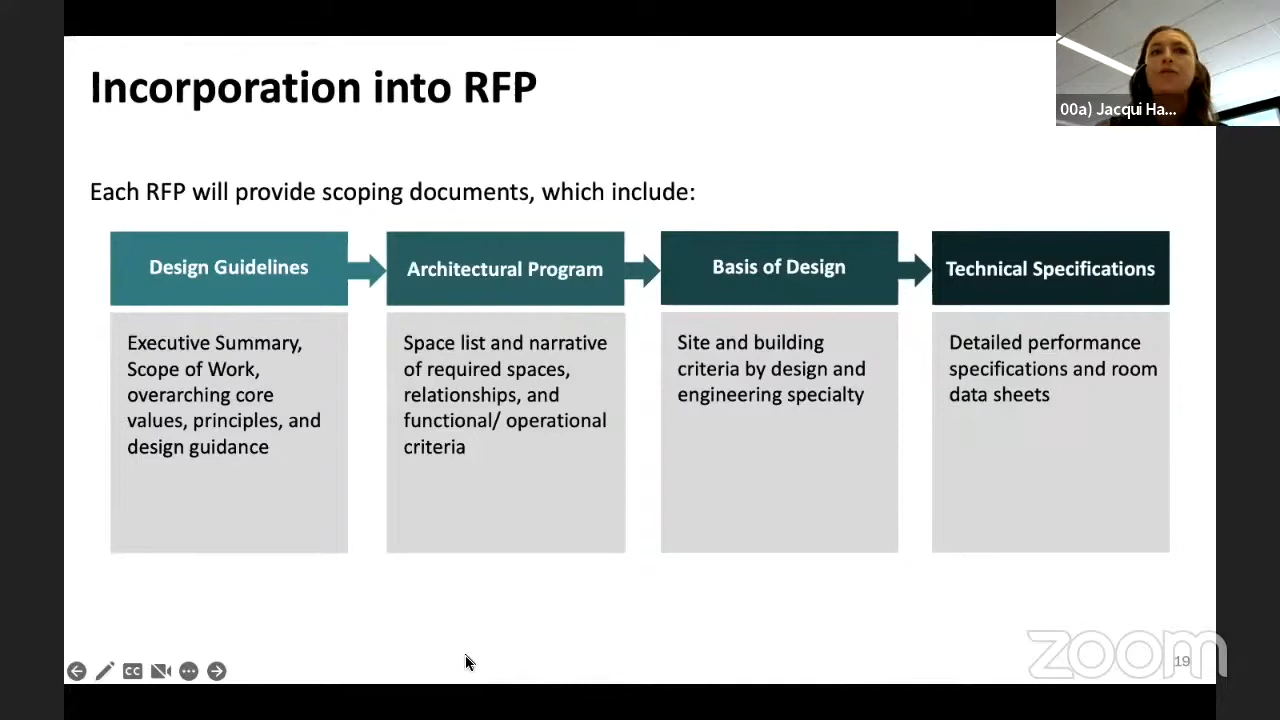 Incorporation into RFP
00a) Jacqui Ha...
Each RFP will provide scoping documents, which include:
Design Guidelines
Executive Summary,
Scope of Work,
overarching core
values, principles, and
design guidance
Architectural Program
Space list and narrative
of required spaces,
relationships, and
functional/ operational
criteria
Basis of Design
Site and building
criteria by design and
engineering specialty
Technical Specifications
Detailed performance
specifications and room
data sheets
CC
zoom
19